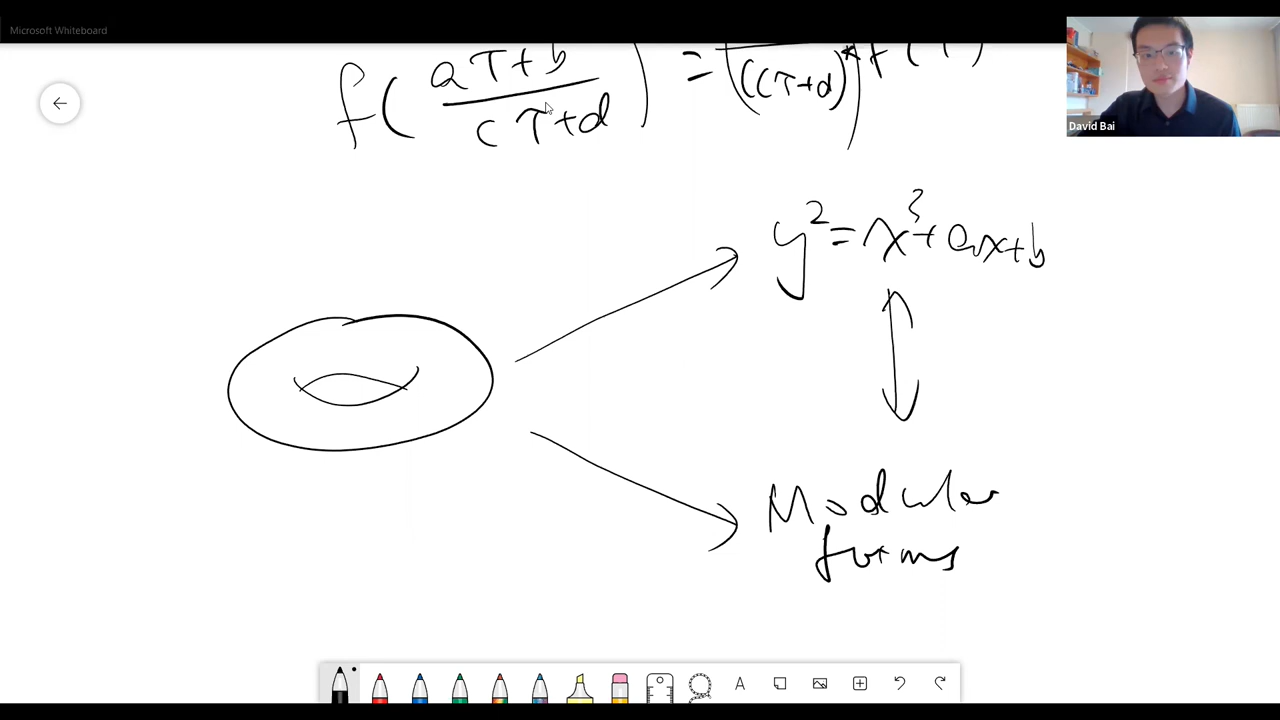 Microsoft Whiteboard
f(aτ+b/cτ+d) = (cτ+d)
David Bai
y² = x³ + ax + b
Modular
forms
A